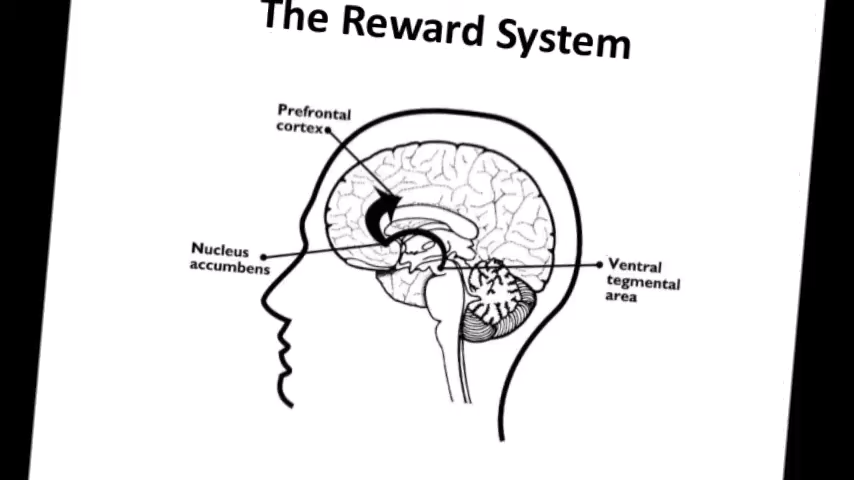 The Reward System
Prefrontal
cortex
Nucleus
accumbens
Ventral
tegmental
area